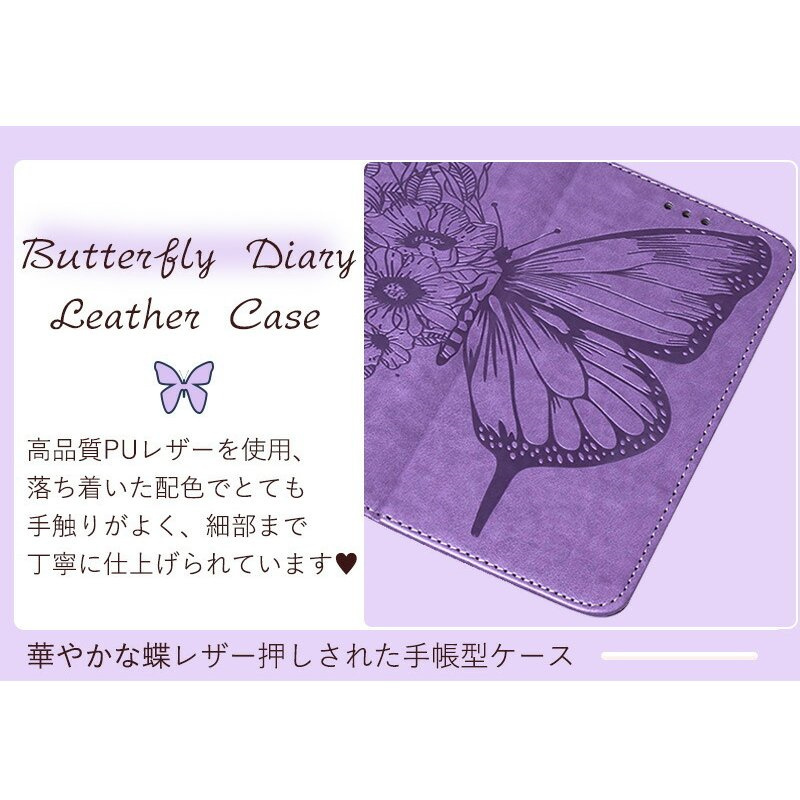 Butterfly Diary
Leather Case
高品質PUレザーを使用、
落ち着いた配色でとても
手触りがよく、細部まで
丁寧に仕上げられています♥
華やかな蝶レザー押しされた手帳型ケース